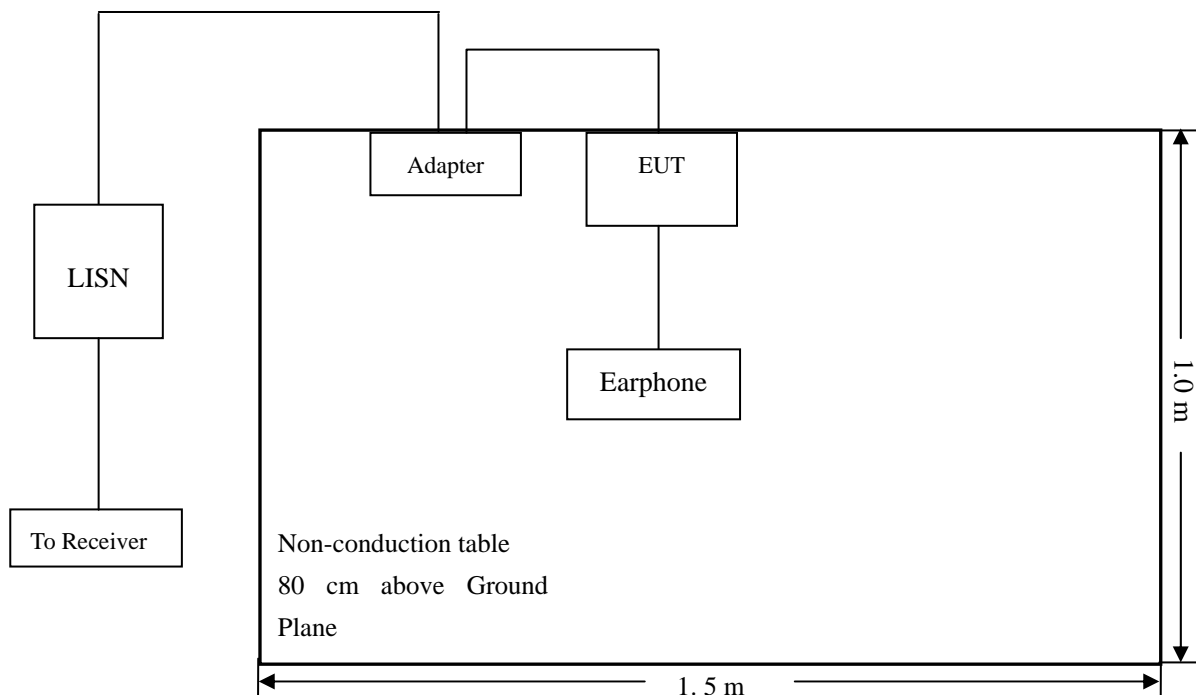 Adapter
EUT
LISN
Earphone
To Receiver
Non-conduction table
80 cm above Ground
Plane
1.0 m
1. 5 m